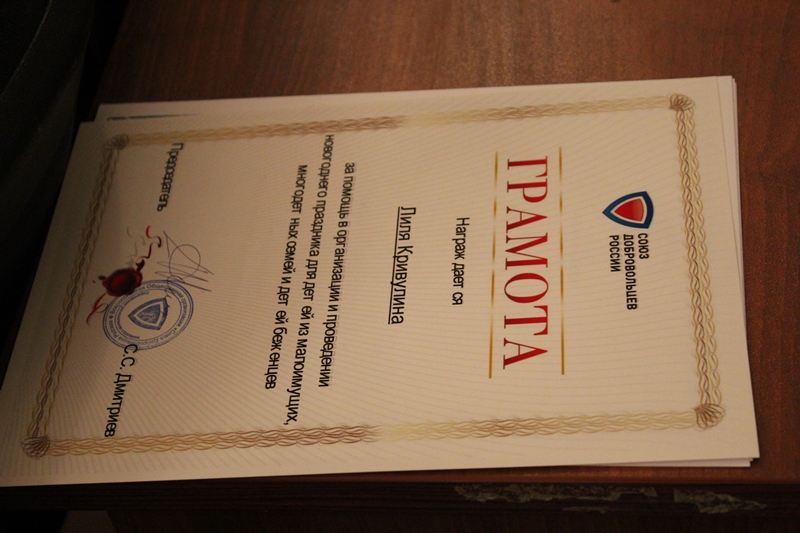 СОЮЗ
ДОБРОВОЛЬЦЕВ
РОССИИ
ГРАМОТА
Награждается
Лиля Кривулина
за помощь в организации и проведении
новогоднего праздника для детей из малоимущих,
многодетных семей и детей беженцев
Председатель
С.С. Дмитриев